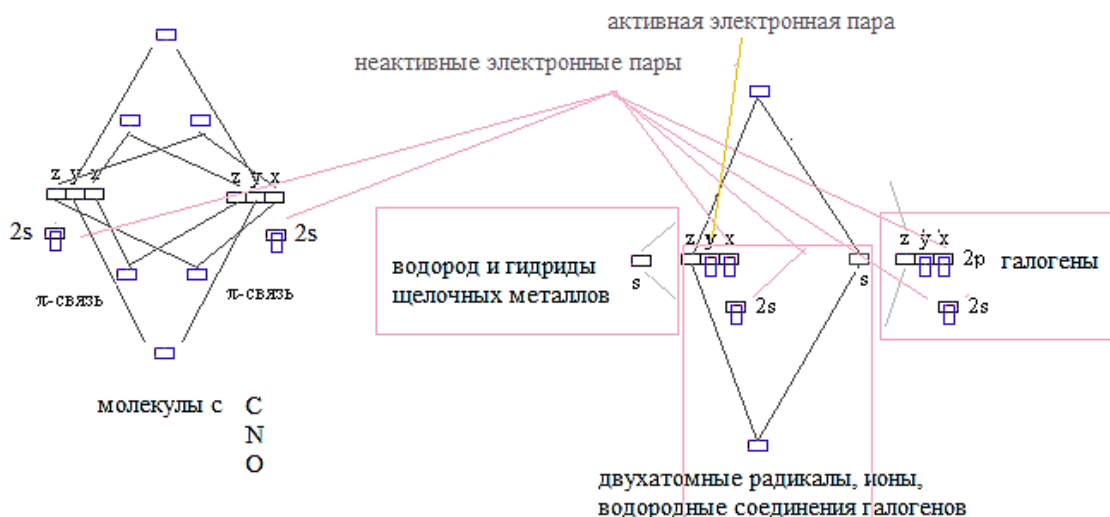 активная электронная пара
неактивные электронные пары
z y x
z y x
2s
2s
π-связь
π-связь
молекулы с C
N
O
водород и гидриды
щелочных металлов
s
z y x
2s
s
z y x
2p
2s
галогены
двухатомные радикалы, ионы,
водородные соединения галогенов